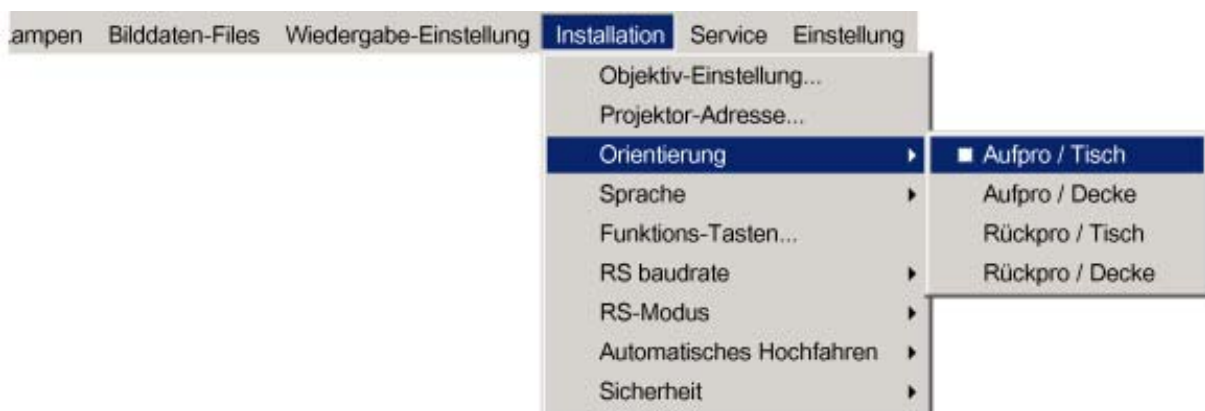 ampen Bilddaten-Files Wiedergabe-Einstellung Installation Service Einstellung
Objektiv-Einstellung...
Projektor-Adresse...
Orientierung
Sprache
Funktions-Tasten...
RS baudrate
RS-Modus
Automatisches Hochfahren
Sicherheit
Aufpro / Tisch
Aufpro / Decke
Rückpro / Tisch
Rückpro / Decke